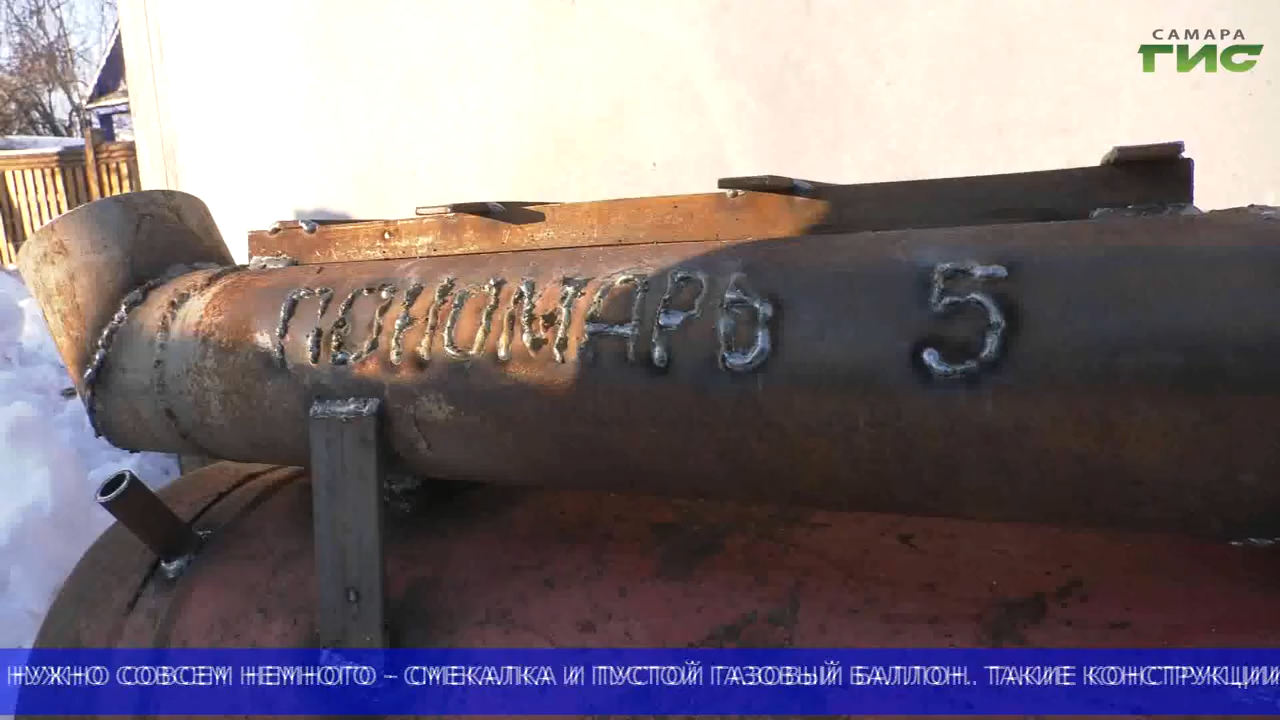 САМАРА
ГИС
ПОНОМАРЬ 5
НУЖНО СОВСЕМ НЕМНОГО – СМЕКАЛКА И ПУСТОЙ ГАЗОВЫЙ БАЛЛОН. ТАКИЕ КОНСТРУКЦИИ